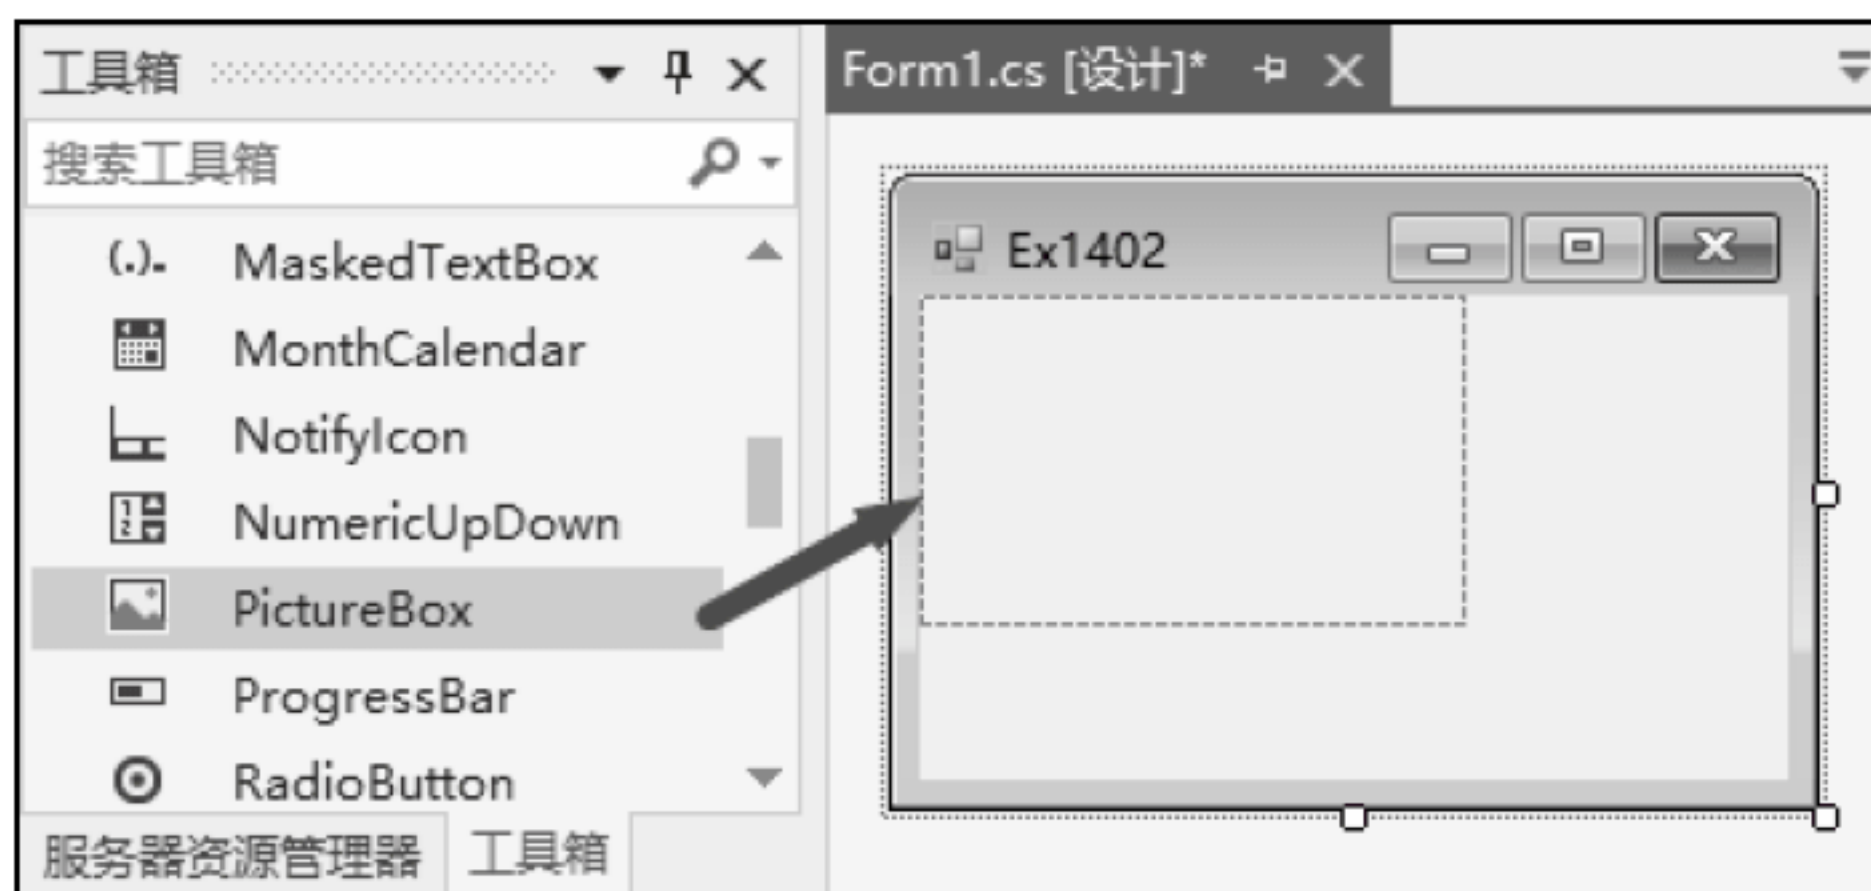 工具箱
搜索工具箱
MaskedTextBox
MonthCalendar
NotifyIcon
NumericUpDown
PictureBox
ProgressBar
RadioButton
服务器资源管理器 工具箱
Form1.cs [设计]*
Ex1402